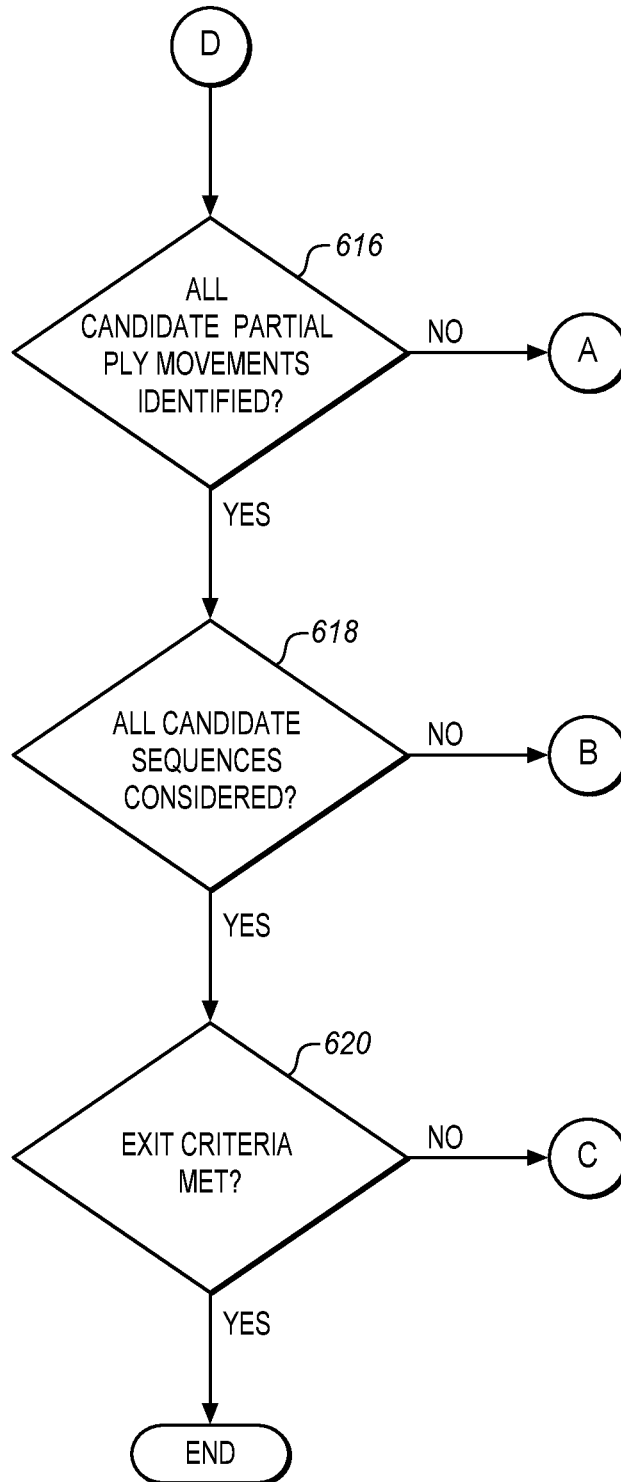 D
616
ALL
CANDIDATE PARTIAL
PLY MOVEMENTS
IDENTIFIED?
NO
A
YES
618
ALL CANDIDATE
SEQUENCES
CONSIDERED?
NO
B
YES
620
EXIT CRITERIA
MET?
NO
C
YES
END